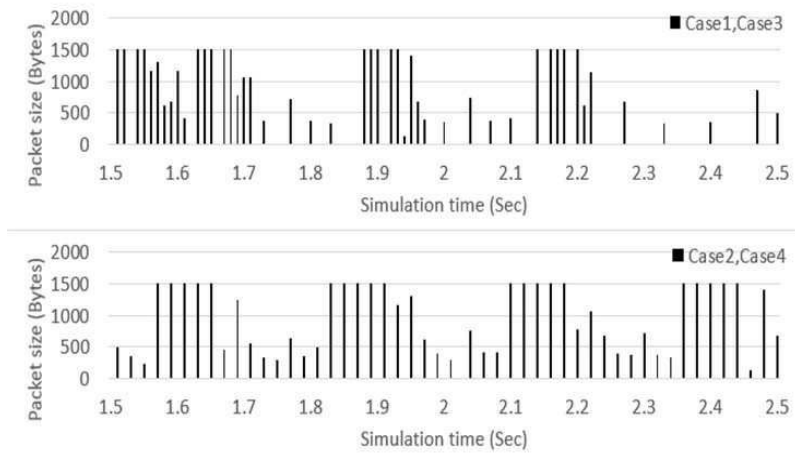 2000
Case1,Case3
1500
1000
500
0
Packet size (Bytes)
1.5 1.6 1.7 1.8 1.9 2 2.1 2.2 2.3 2.4 2.5
Simulation time (Sec)
2000
Case2,Case4
1500
1000
500
0
Packet size (Bytes)
1.5 1.6 1.7 1.8 1.9 2 2.1 2.2 2.3 2.4 2.5
Simulation time (Sec)